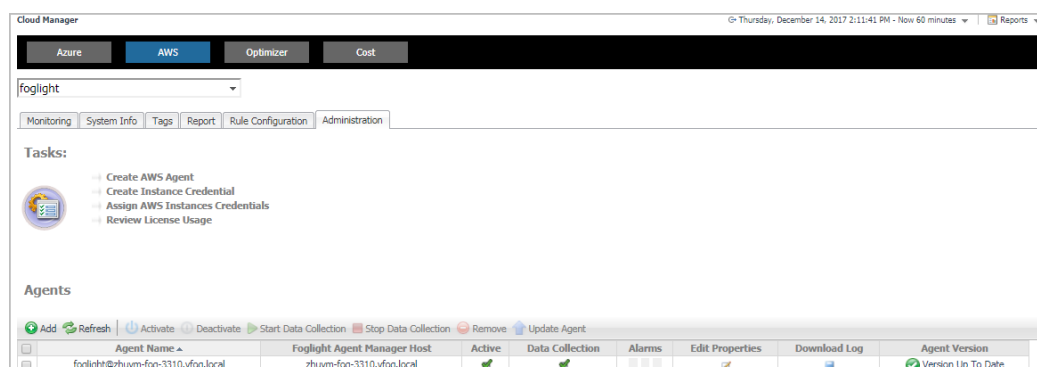 Cloud Manager
Thursday, December 14, 2017 2:11:41 PM - Now 60 minutes
Reports
Azure AWS Optimizer Cost
foglight
Monitoring System Info Tags Report Rule Configuration Administration
Tasks:
Create AWS Agent
Create Instance Credential
Assign AWS Instances Credentials
Review License Usage
Agents
Add Refresh Activate Deactivate Start Data Collection Stop Data Collection Remove Update Agent
Agent Name Foglight Agent Manager Host Active Data Collection Alarms Edit Properties Download Log Agent Version
foglight@zhuvm-fog-3310.vfog.local zhuvm-fog-3310.vfog.local Version Up To Date